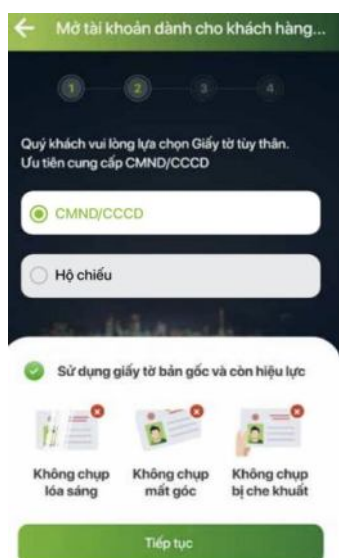 Mở tài khoản dành cho khách hàng...
1 2 3 4
Quý khách vui lòng lựa chọn Giấy tờ tùy thân.
Ưu tiên cung cấp CMND/CCCD
CMND/CCCD
Hộ chiếu
Sử dụng giấy tờ bản gốc và còn hiệu lực
Không chụp Không chụp Không chụp
lóa sáng mất góc bị che khuất
Tiếp tục